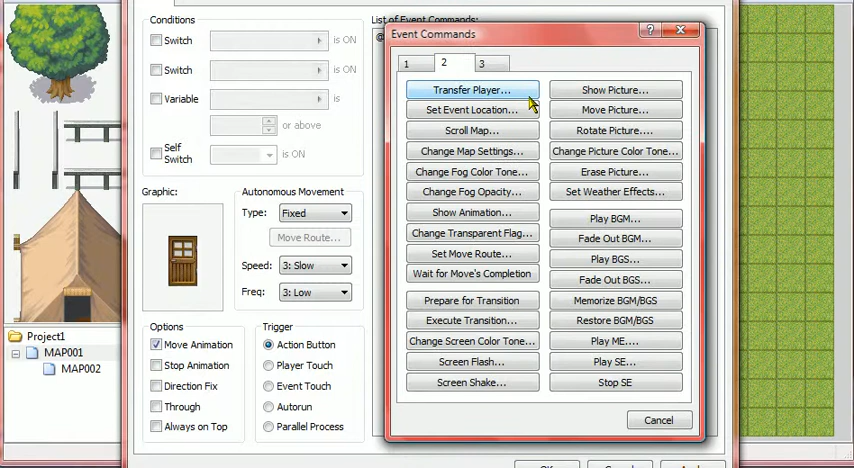 Conditions
Switch
is ON
Switch
is ON
Variable
is
or above
Self
Switch
is ON
Graphic:
Autonomous Movement
Type:
Fixed
Move Route...
Speed:
3: Slow
Freq:
3: Low
Options
Move Animation
Stop Animation
Direction Fix
Through
Always on Top
Trigger
Action Button
Player Touch
Event Touch
Autorun
Parallel Process
List of Event Commands:
@
Event Commands
?
1
2
3
Transfer Player...
Set Event Location...
Scroll Map...
Change Map Settings...
Change Fog Color Tone...
Change Fog Opacity...
Show Animation...
Change Transparent Flag...
Set Move Route...
Wait for Move's Completion
Prepare for Transition
Execute Transition...
Change Screen Color Tone...
Screen Flash...
Screen Shake...
Show Picture...
Move Picture...
Rotate Picture....
Change Picture Color Tone...
Erase Picture...
Set Weather Effects...
Play BGM...
Fade Out BGM...
Play BGS...
Fade Out BGS...
Memorize BGM/BGS
Restore BGM/BGS
Play ME....
Play SE...
Stop SE
Cancel
Project1
MAP001
MAP002